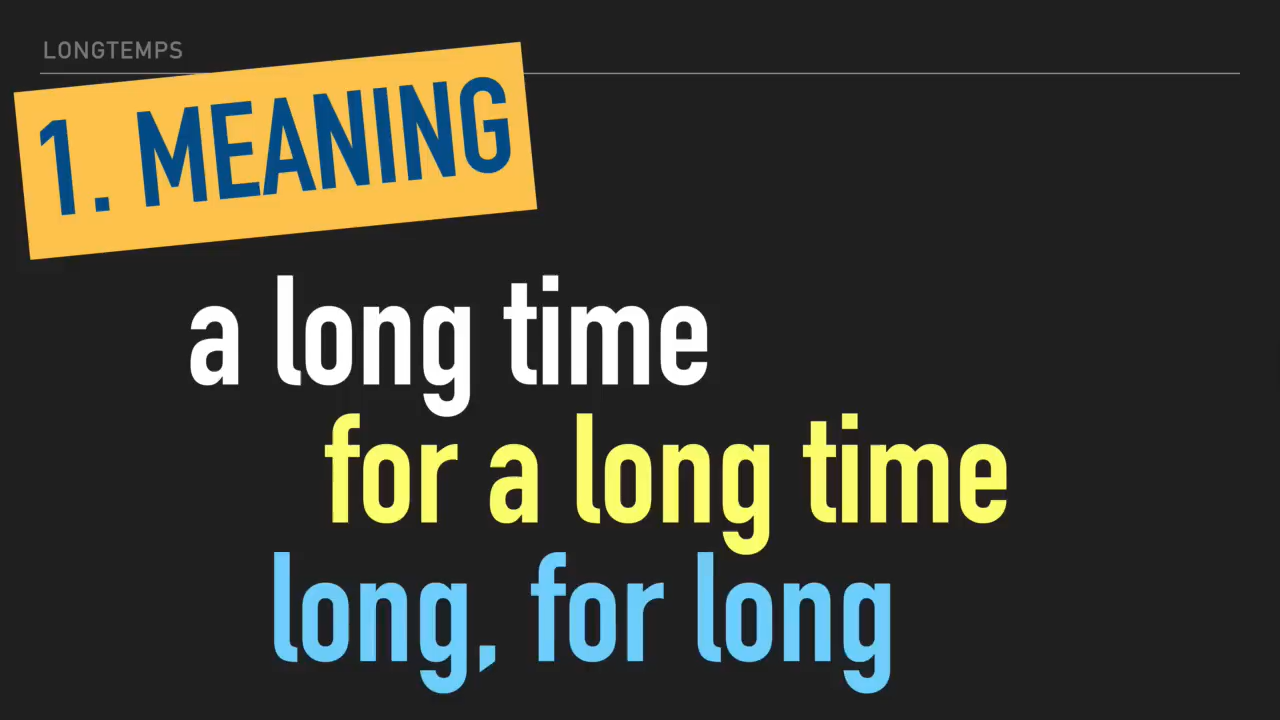 LONGTEMPS
1. MEANING
a long time
for a long time
long, for long